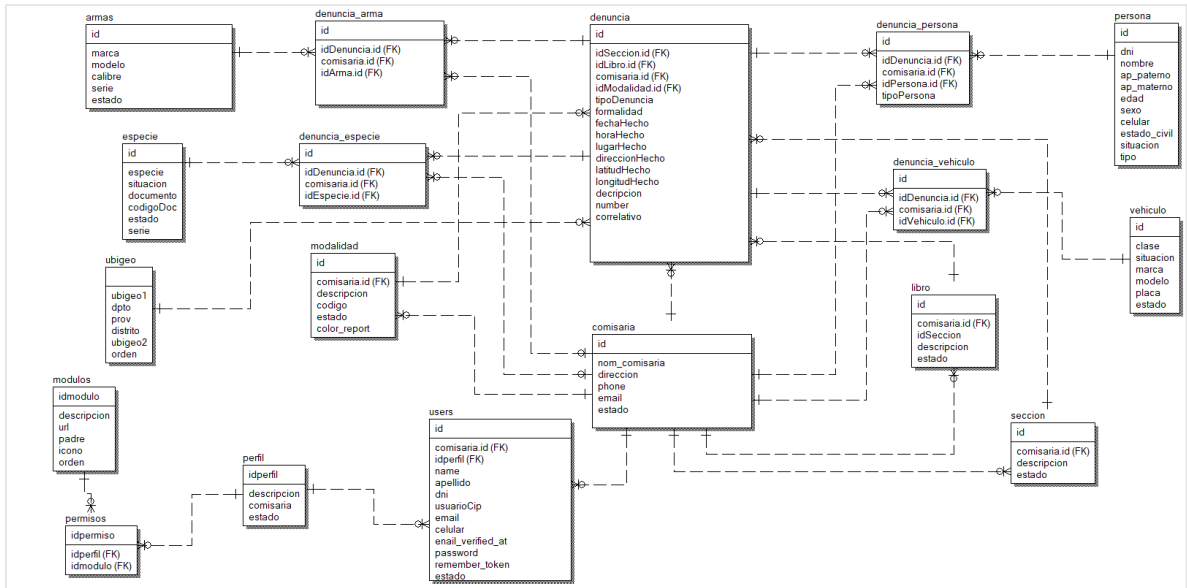 armas
id
marca
modelo
calibre
serie
estado
denuncia_arma
id
idDenuncia.id (FK)
comisaria.id (FK)
idArma.id (FK)
denuncia
id
idSeccion.id (FK)
idLibro.id (FK)
comisaria.id (FK)
idModalidad.id (FK)
tipoDenuncia
formalidad
fechaHecho
horaHecho
lugarHecho
direccionHecho
latitudHecho
longitudHecho
decripcion
number
correlativo
denuncia_persona
id
idDenuncia.id (FK)
comisaria.id (FK)
idPersona.id (FK)
tipoPersona
persona
id
dni
nombre
ap_paterno
ap_materno
edad
sexo
celular
estado_civil
situacion
tipo
especie
id
especie
situacion
documento
codigoDoc
estado
serie
denuncia_especie
id
idDenuncia.id (FK)
comisaria.id (FK)
idEspecie.id (FK)
denuncia_vehiculo
id
idDenuncia.id (FK)
comisaria.id (FK)
idVehiculo.id (FK)
vehiculo
id
clase
situacion
marca
modelo
placa
estado
ubigeo
id
ubigeo1
dpto
prov
distrito
ubigeo2
orden
modalidad
id
comisaria.id (FK)
descripcion
codigo
estado
color_report
libro
id
comisaria.id (FK)
idSeccion
descripcion
estado
comisaria
id
nom_comisaria
direccion
phone
email
estado
modulos
idmodulo
descripcion
url
padre
icono
orden
users
id
comisaria.id (FK)
idperfil (FK)
name
apellido
dni
usuarioCip
email
celular
enail_verified_at
password
remember_token
estado
seccion
id
comisaria.id (FK)
descripcion
estado
perfil
idperfil
descripcion
comisaria
estado
permisos
idpermiso
idperfil (FK)
idmodulo (FK)